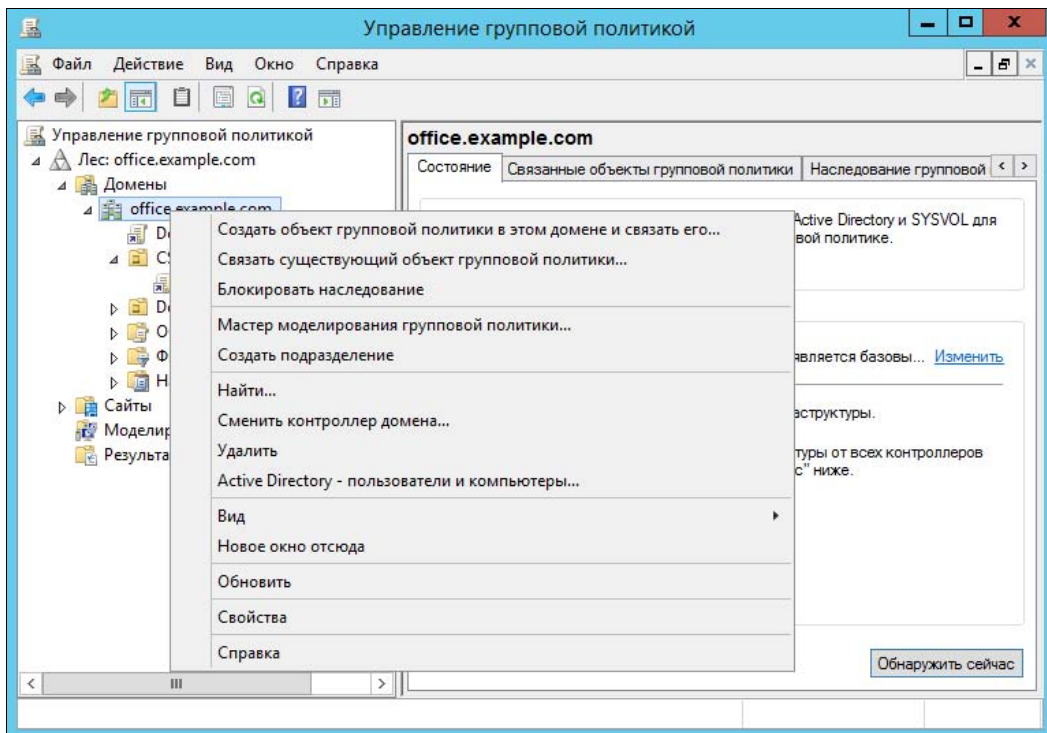 Управление групповой политикой
Файл Действие Вид Окно Справка
Управление групповой политикой
Лес: office.example.com
Домены
office.example.com
Сайты
office.example.com
Состояние Связанные объекты групповой политики Наследование групповой
Active Directory и SYSVOL для
вой политике.
является базовы... Изменить
аструктуры.
туры от всех контроллеров
с" ниже.
Обнаружить сейчас
Создать объект групповой политики в этом домене и связать его...
Связать существующий объект групповой политики...
Блокировать наследование
Мастер моделирования групповой политики...
Создать подразделение
Найти...
Сменить контроллер домена...
Удалить
Active Directory - пользователи и компьютеры...
Вид
Новое окно отсюда
Обновить
Свойства
Справка